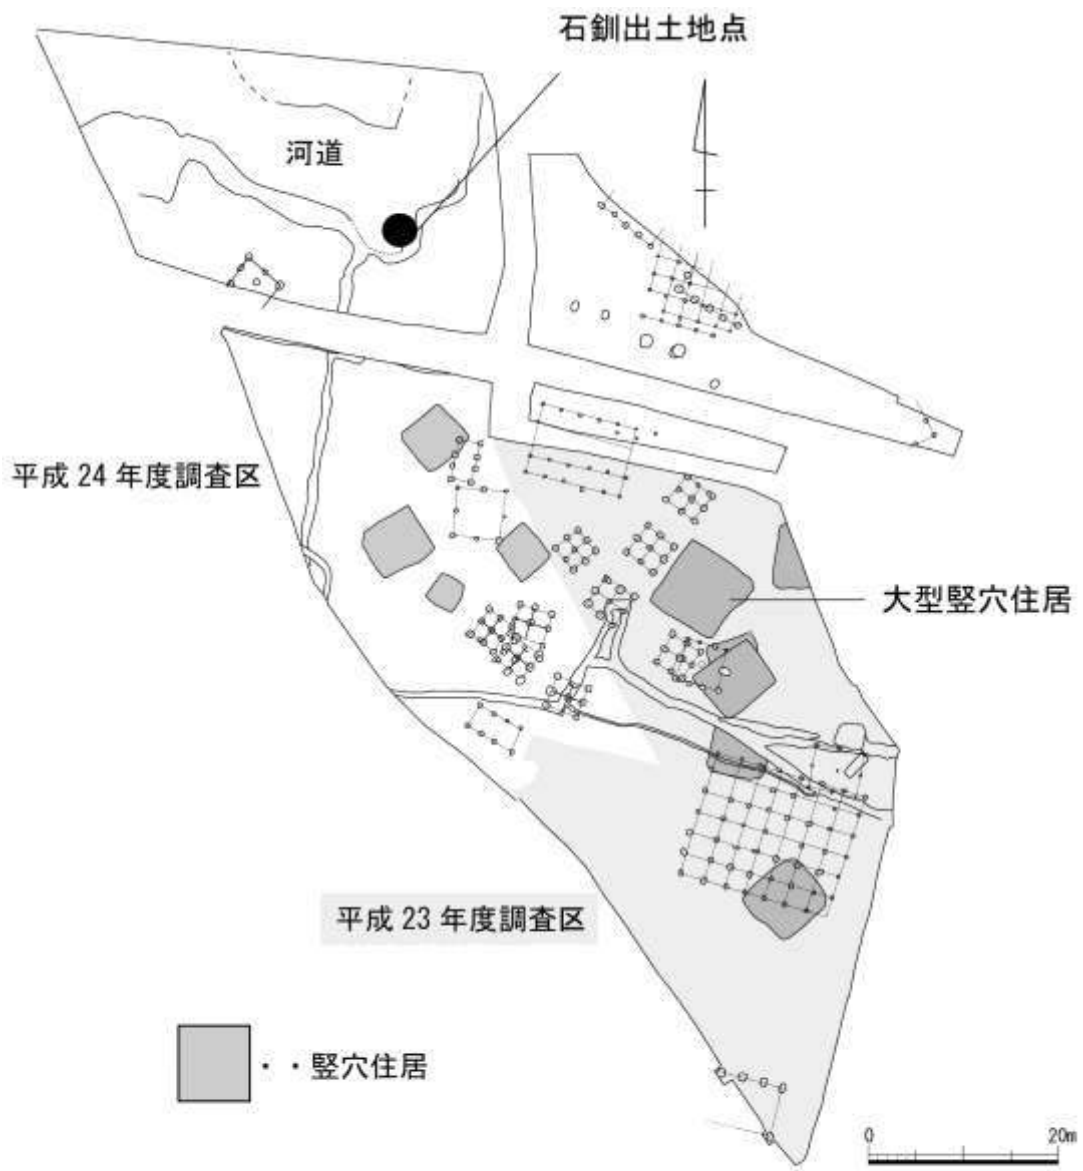 石釧出土地点
河道
平成 24 年度調査区
大型竪穴住居
平成 23 年度調査区
・・竪穴住居
0 20m